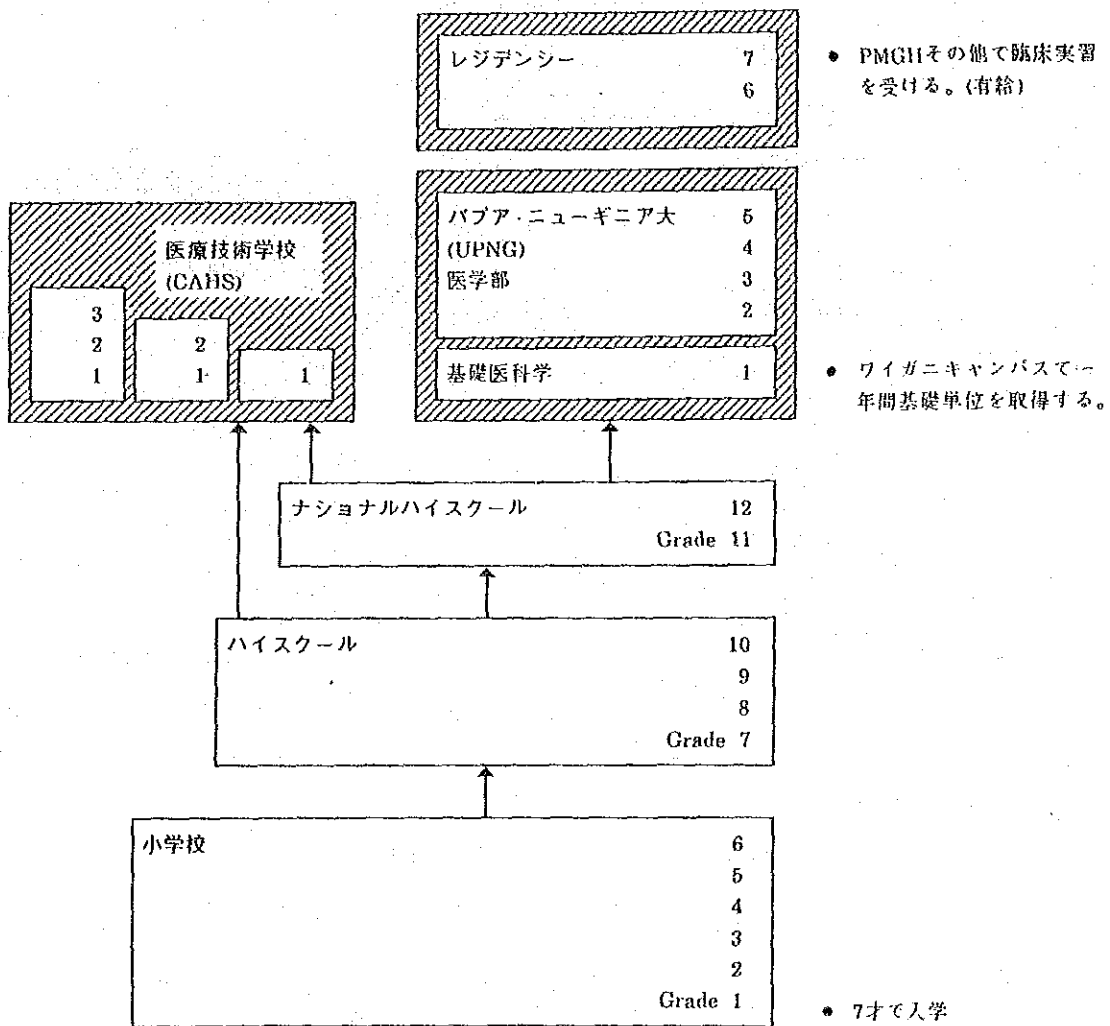 レジデンシー 7
6
● PMGHその他で臨床実習
を受ける。(有給)
医療技術学校
(CAHS)
3
2
1
2
1
1
パプア・ニューギニア大 5
(UPNG) 4
医学部 3
2
基礎医科学 1
● ワイガニキャンパスで一
年間基礎単位を取得する。
ナショナルハイスクール 12
Grade 11
ハイスクール 10
9
8
Grade 7
小学校 6
5
4
3
2
Grade 1
● 7才で入学